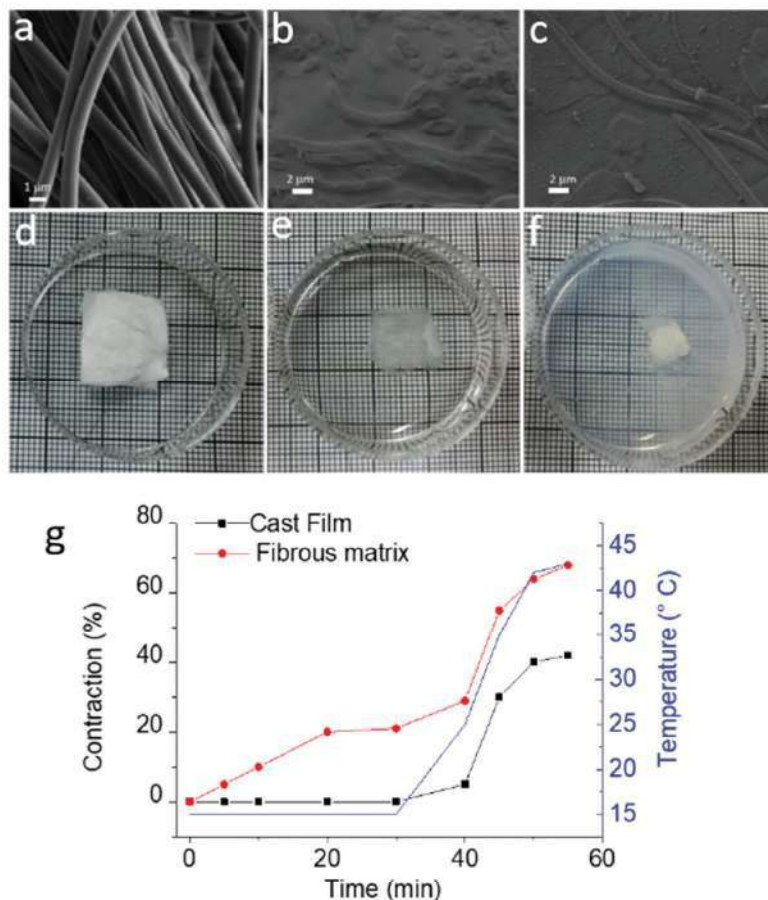 a
b
c
1 µm
2 µm
2 µm
d
e
f
g
Cast Film
Fibrous matrix
Contraction (%)
80
60
40
20
0
45
40
35
30
25
20
15
Temperature (° C)
0
20
40
60
Time (min)